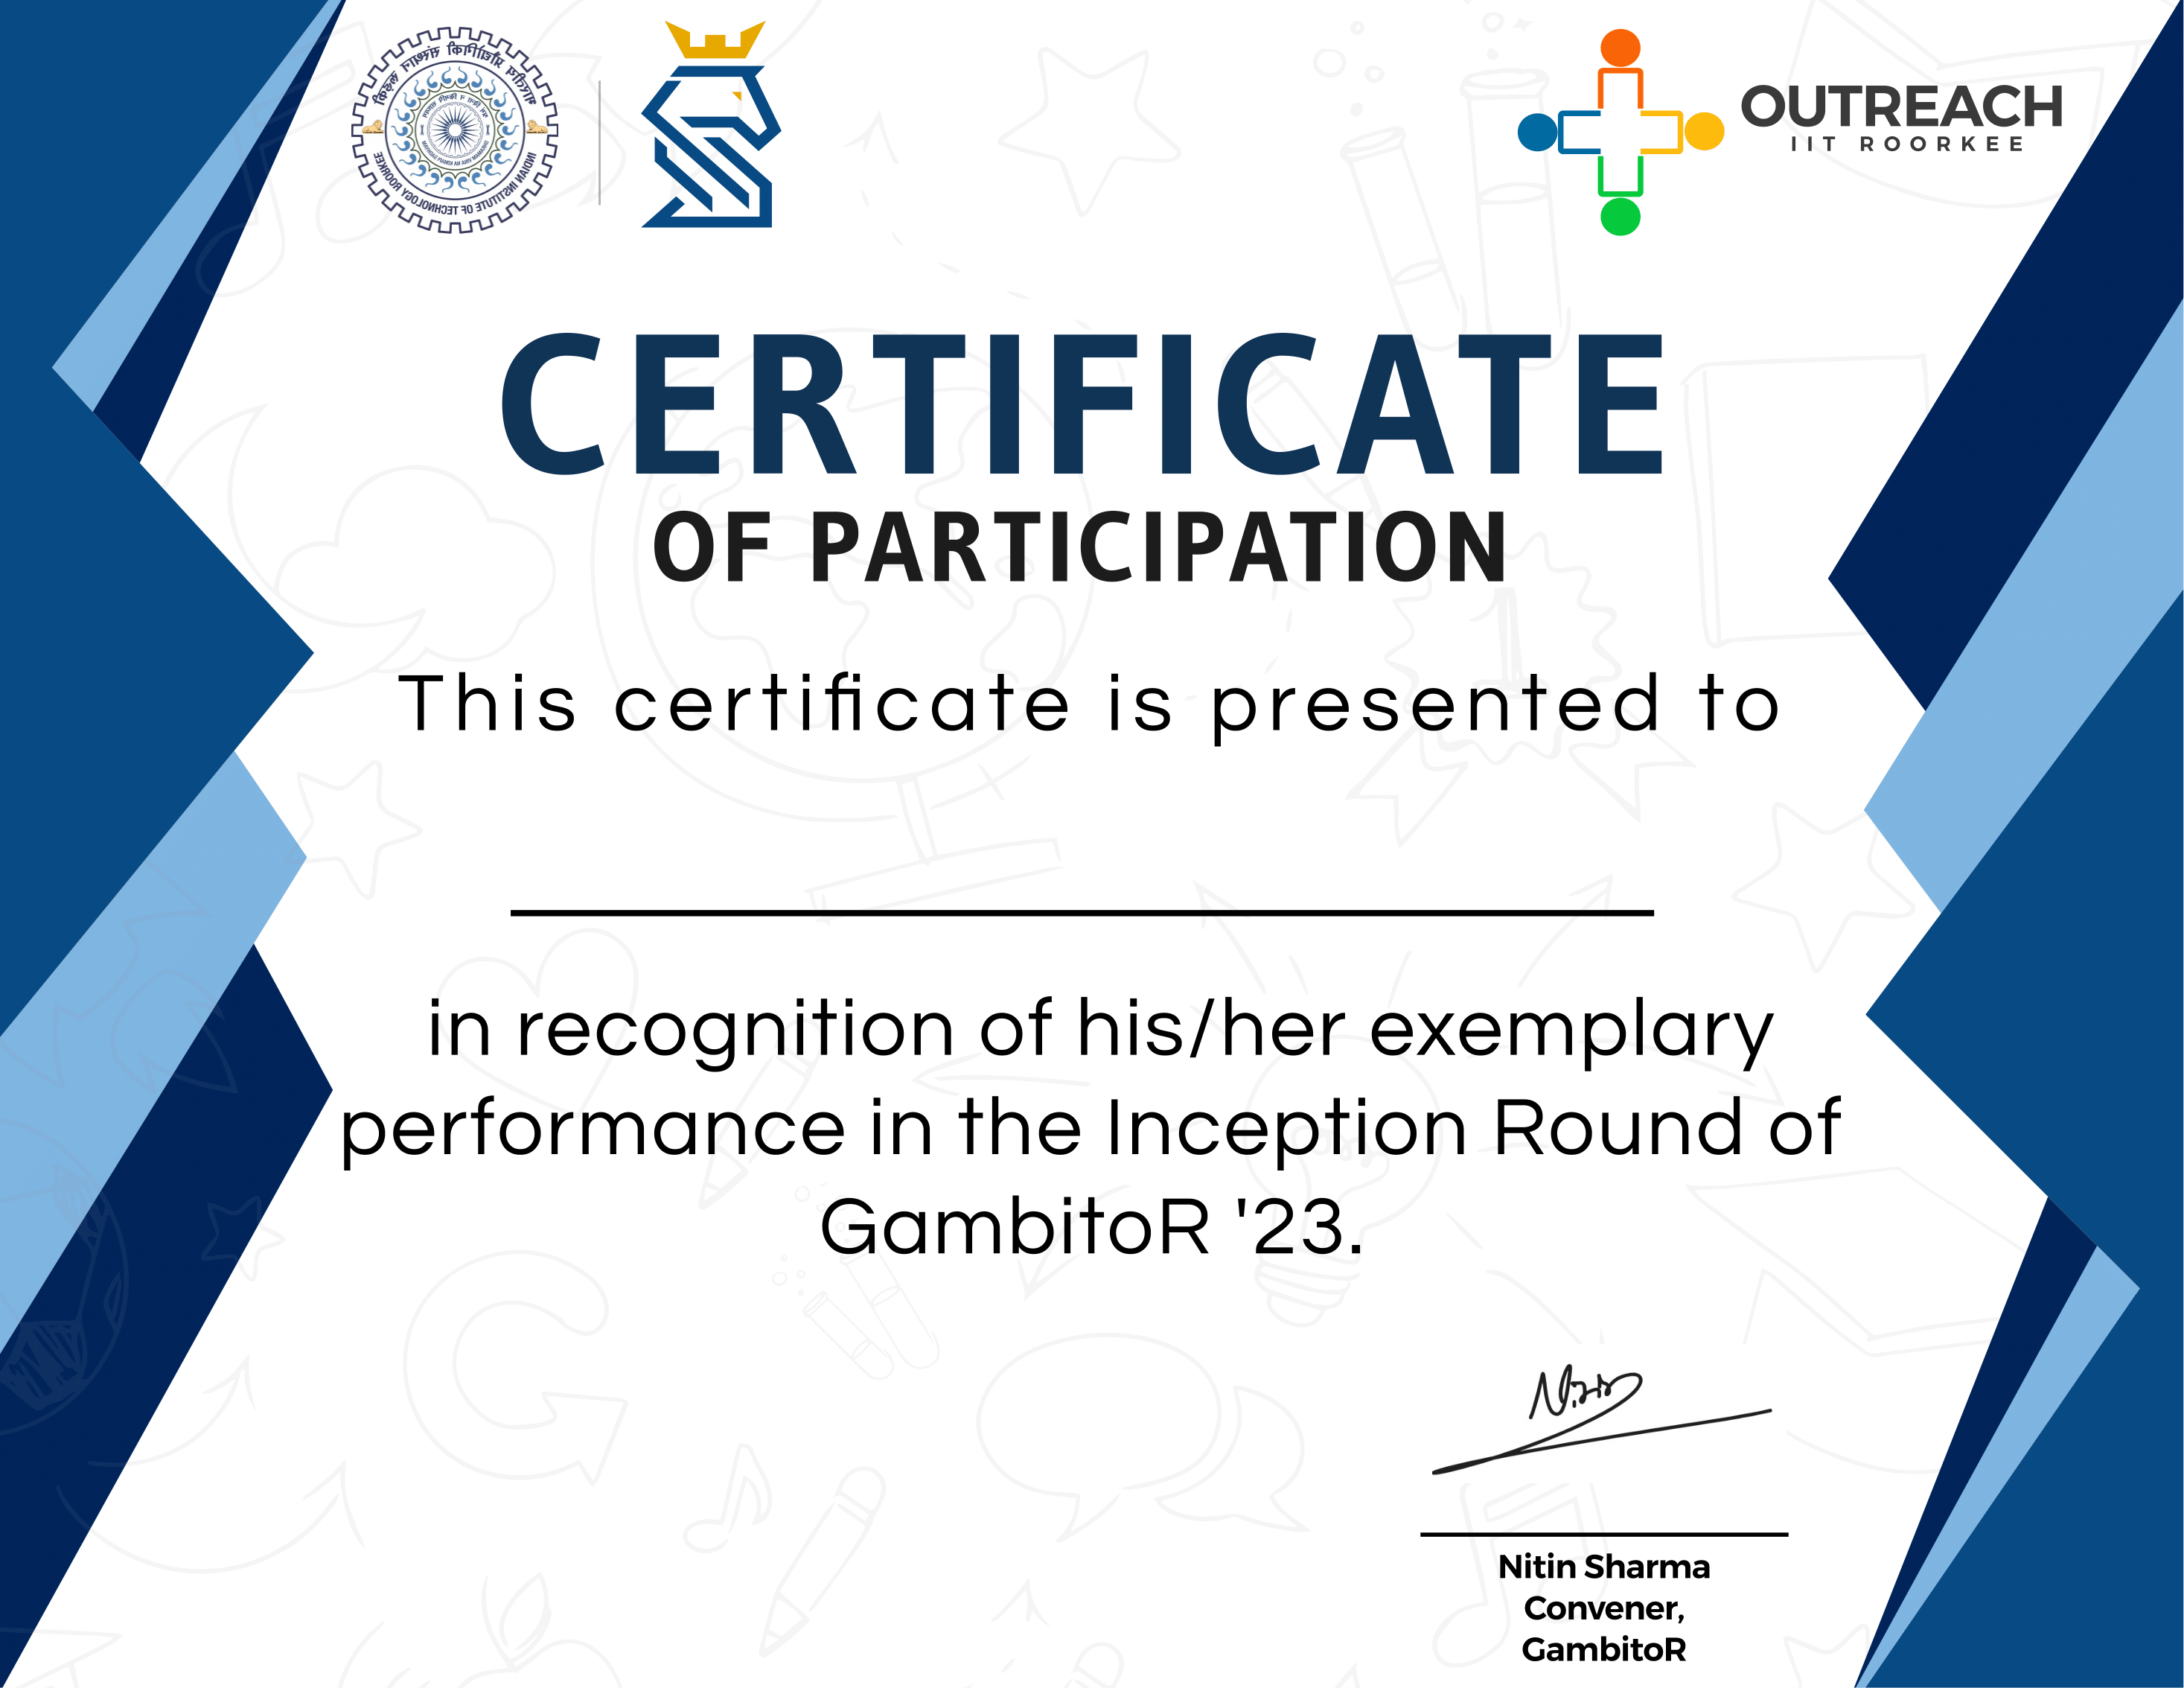 INDIAN INSTITUTE OF TECHNOLOGY ROORKEE
OUTREACH
IIT ROORKEE
CERTIFICATE
OF PARTICIPATION
This certificate is presented to
in recognition of his/her exemplary
performance in the Inception Round of
GambitoR '23.
Nitin Sharma
Convener,
GambitoR